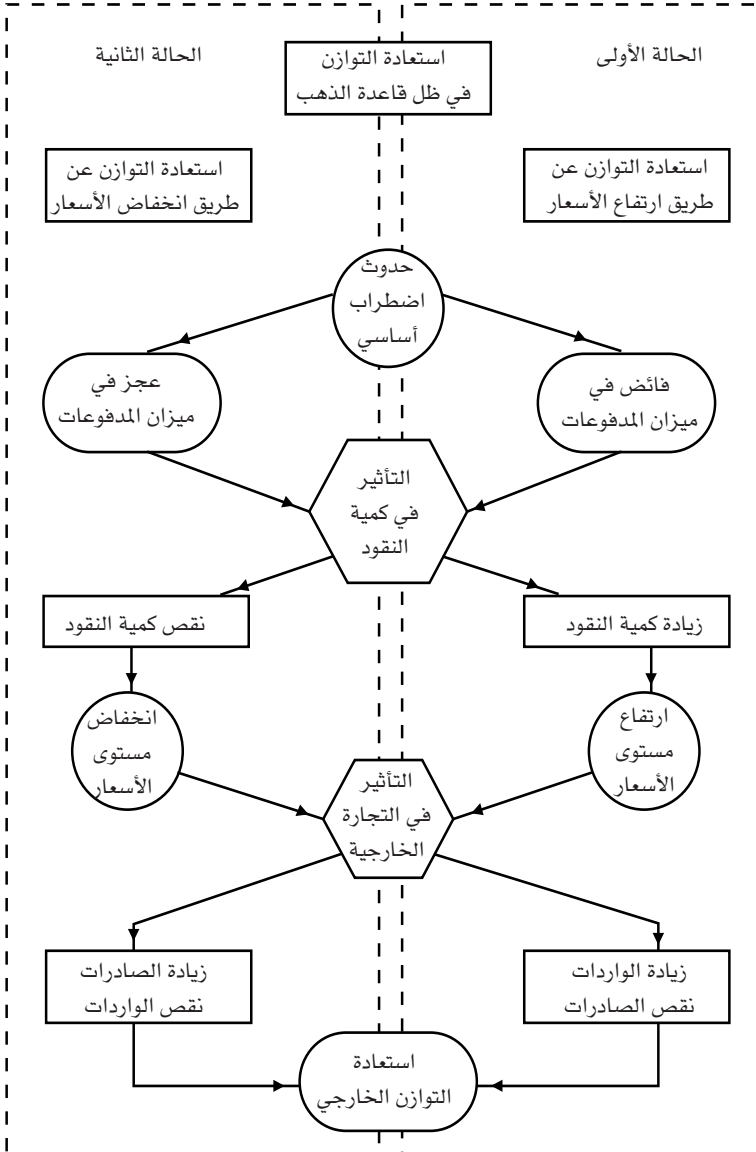 الحالة الأولى
استعادة التوازن
في ظل قاعدة الذهب
الحالة الثانية
استعادة التوازن عن
طريق ارتفاع الأسعار
استعادة التوازن عن
طريق انخفاض الأسعار
حدوث
اضطراب
أساسي
فائض في
ميزان المدفوعات
عجز في
ميزان المدفوعات
التأثير
في كمية
النقود
زيادة كمية النقود
نقص كمية النقود
ارتفاع
مستوى
الأسعار
انخفاض
مستوى
الأسعار
التأثير
في التجارة
الخارجية
زيادة الواردات
نقص الصادرات
زيادة الصادرات
نقص الواردات
استعادة
التوازن الخارجي